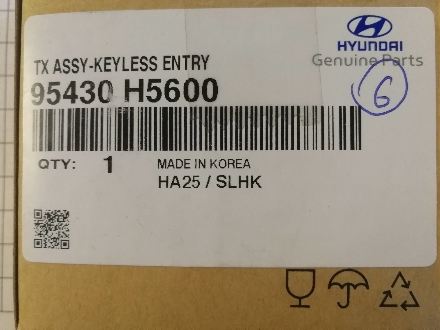 HYUNDAI
Genuine Parts
TX ASSY-KEYLESS ENTRY
95430 H5600
6
QTY: 1 MADE IN KOREA
HA25 / SLHK